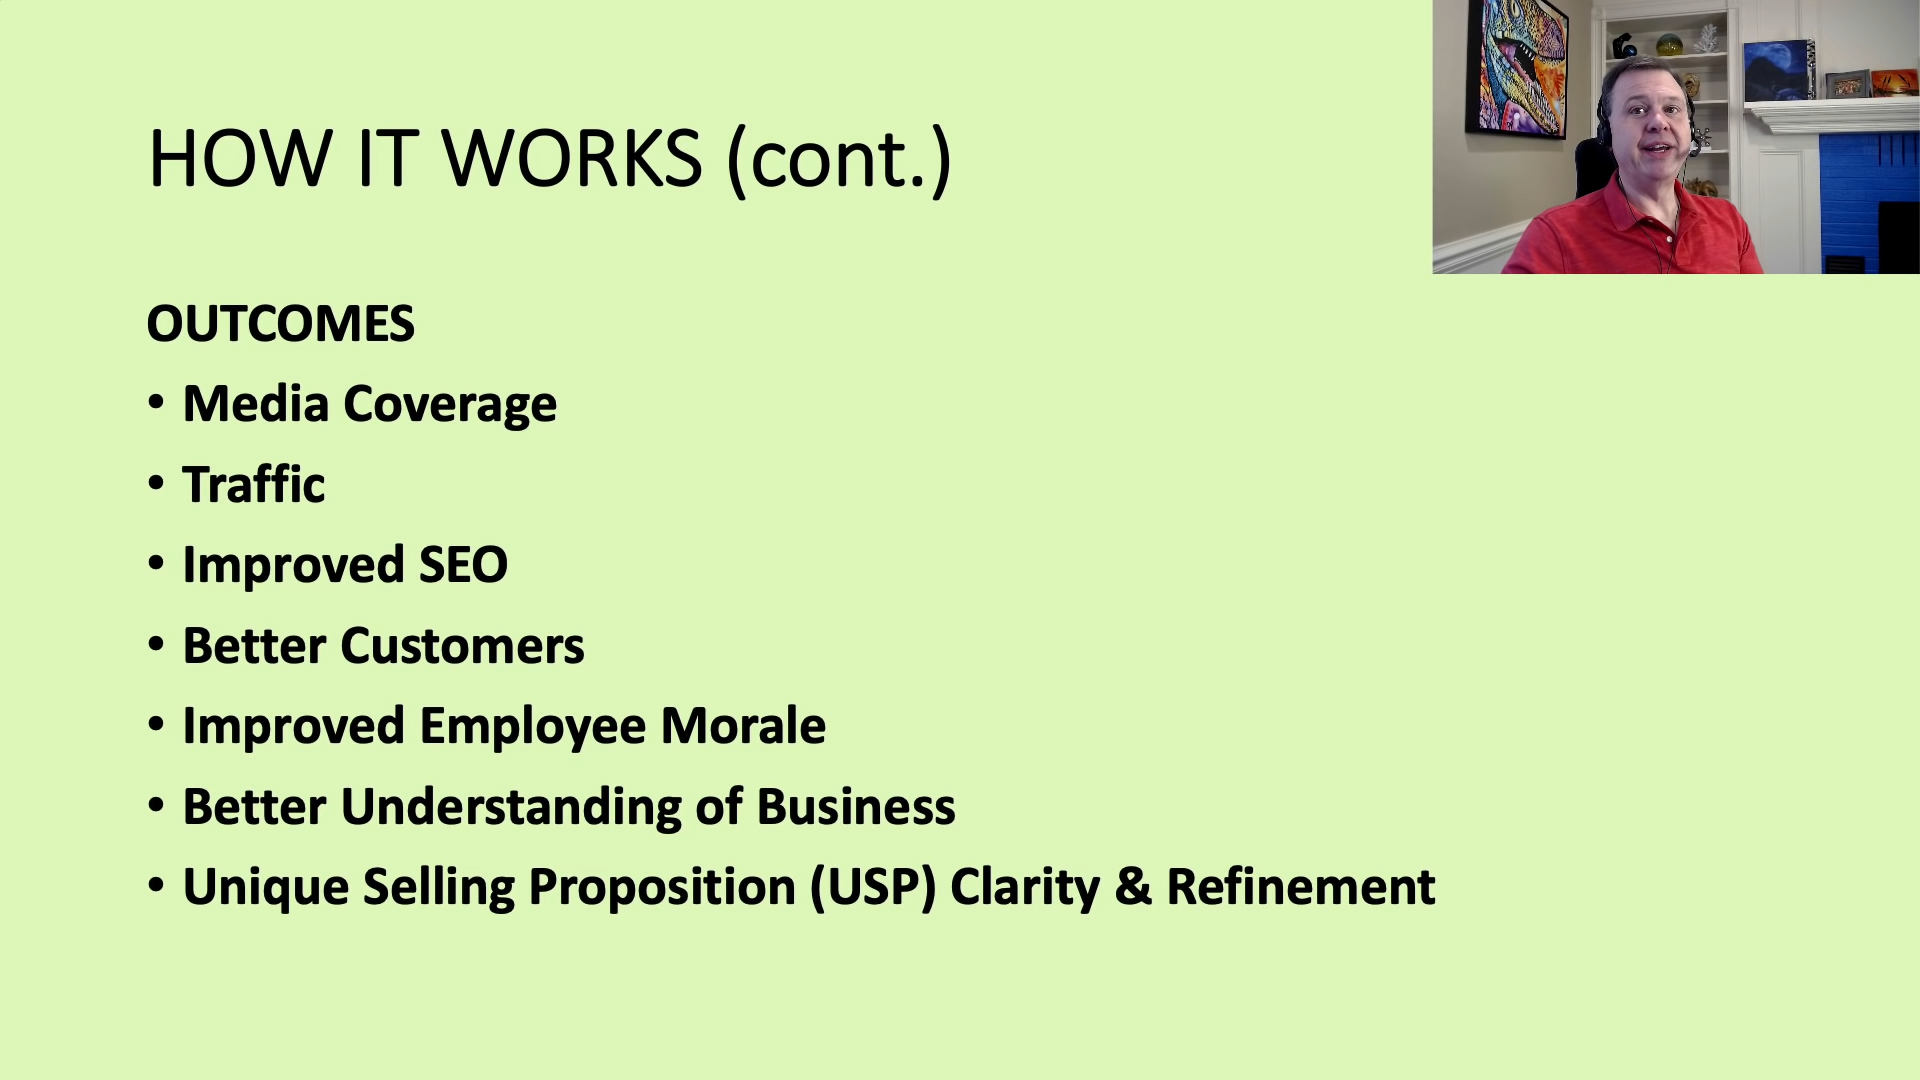 HOW IT WORKS (cont.)
OUTCOMES
• Media Coverage
• Traffic
• Improved SEO
• Better Customers
• Improved Employee Morale
• Better Understanding of Business
• Unique Selling Proposition (USP) Clarity & Refinement